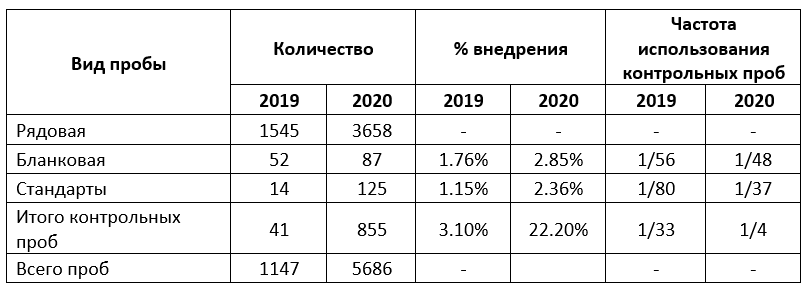 Вид пробы Количество % внедрения Частота использования контрольных проб
2019 2020 2019 2020 2019 2020
Рядовая 1545 3658 - - - -
Бланковая 52 87 1.76% 2.85% 1/56 1/48
Стандарты 14 125 1.15% 2.36% 1/80 1/37
Итого контрольных проб 41 855 3.10% 22.20% 1/33 1/4
Всего проб 1147 5686 - - -